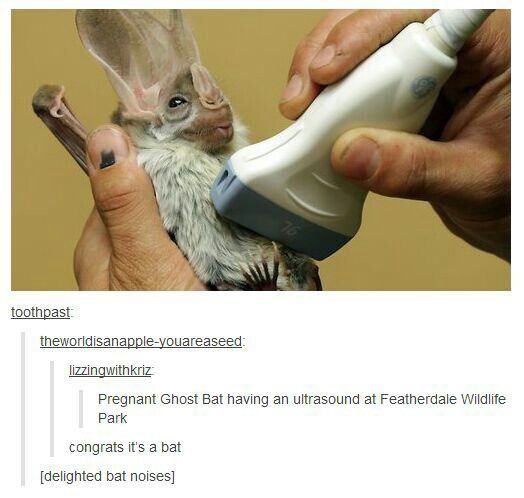 9L
toothpast:
theworldisanapple-youareaseed:
lizzingwithkriz:
Pregnant Ghost Bat having an ultrasound at Featherdale Wildlife
Park
congrats it's a bat
[delighted bat noises]